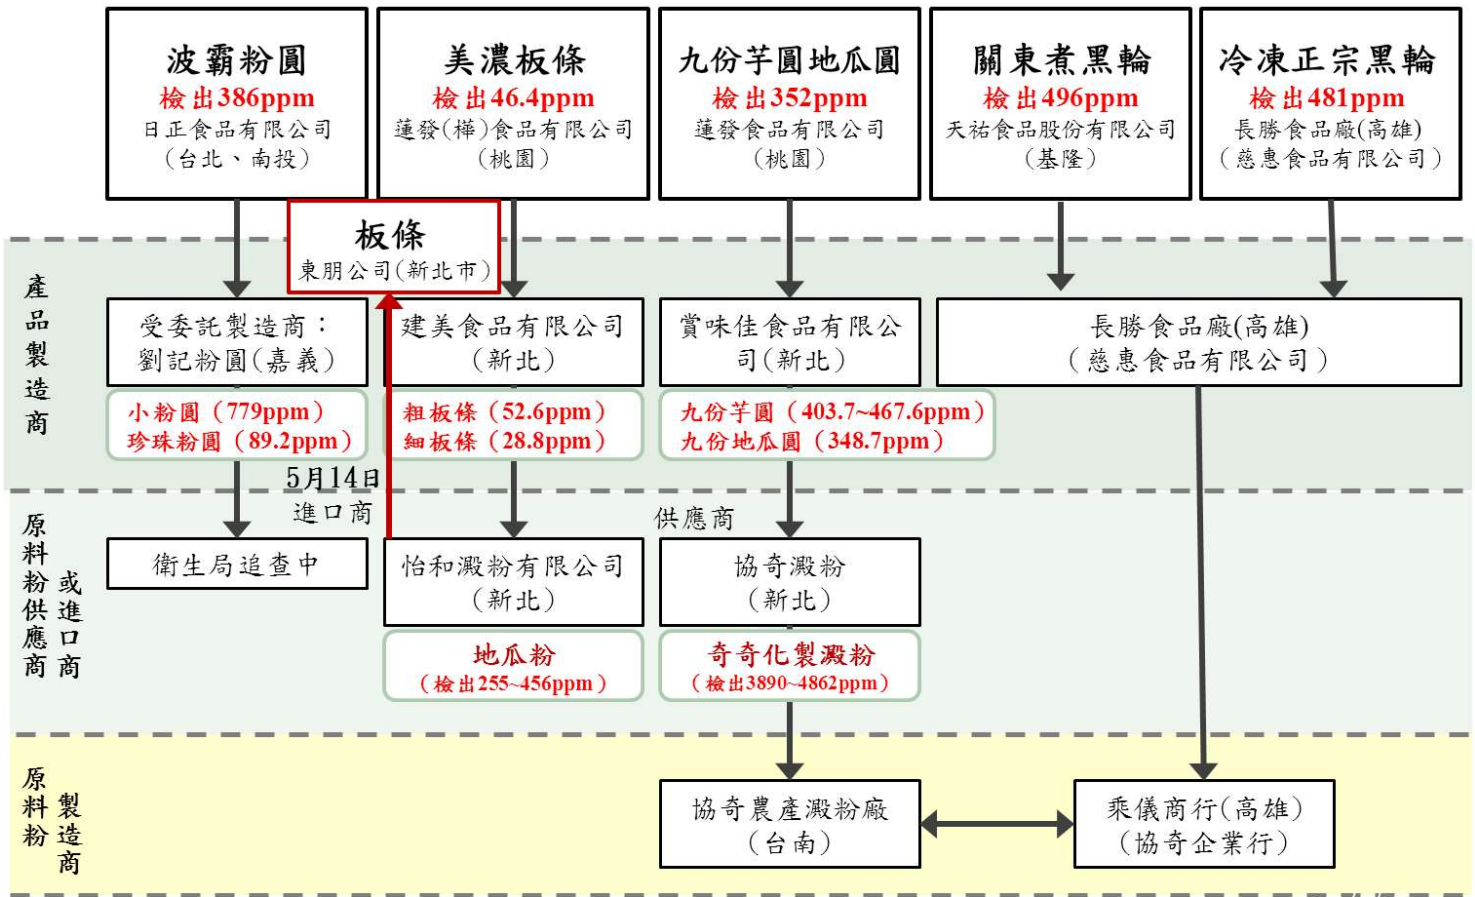 波霸粉圓
檢出386ppm
日正食品有限公司
(台北、南投)
美濃板條
檢出46.4ppm
蓮發(樺)食品有限公司
(桃園)
九份芋圓地瓜圓
檢出352ppm
蓮發食品有限公司
(桃園)
關東煮黑輪
檢出496ppm
天祐食品股份有限公司
(基隆)
冷凍正宗黑輪
檢出481ppm
長勝食品廠(高雄)
(慈惠食品有限公司)
板條
東朋公司(新北市)
產品製造商
受委託製造商：
劉記粉圓(嘉義)
建美食品有限公司
(新北)
賞味佳食品有限公
司(新北)
長勝食品廠(高雄)
(慈惠食品有限公司)
小粉圓（779ppm）
珍珠粉圓（89.2ppm）
粗板條（52.6ppm）
細板條（28.8ppm）
九份芋圓（403.7~467.6ppm）
九份地瓜圓（348.7ppm）
5月14日
進口商
供應商
原料粉供應商
或進口商
衛生局追查中
怡和澱粉有限公司
(新北)
協奇澱粉
(新北)
地瓜粉
（檢出255~456ppm）
奇奇化製澱粉
（檢出3890~4862ppm）
原料粉
製造商
協奇農產澱粉廠
(台南)
乘儀商行(高雄)
(協奇企業行)